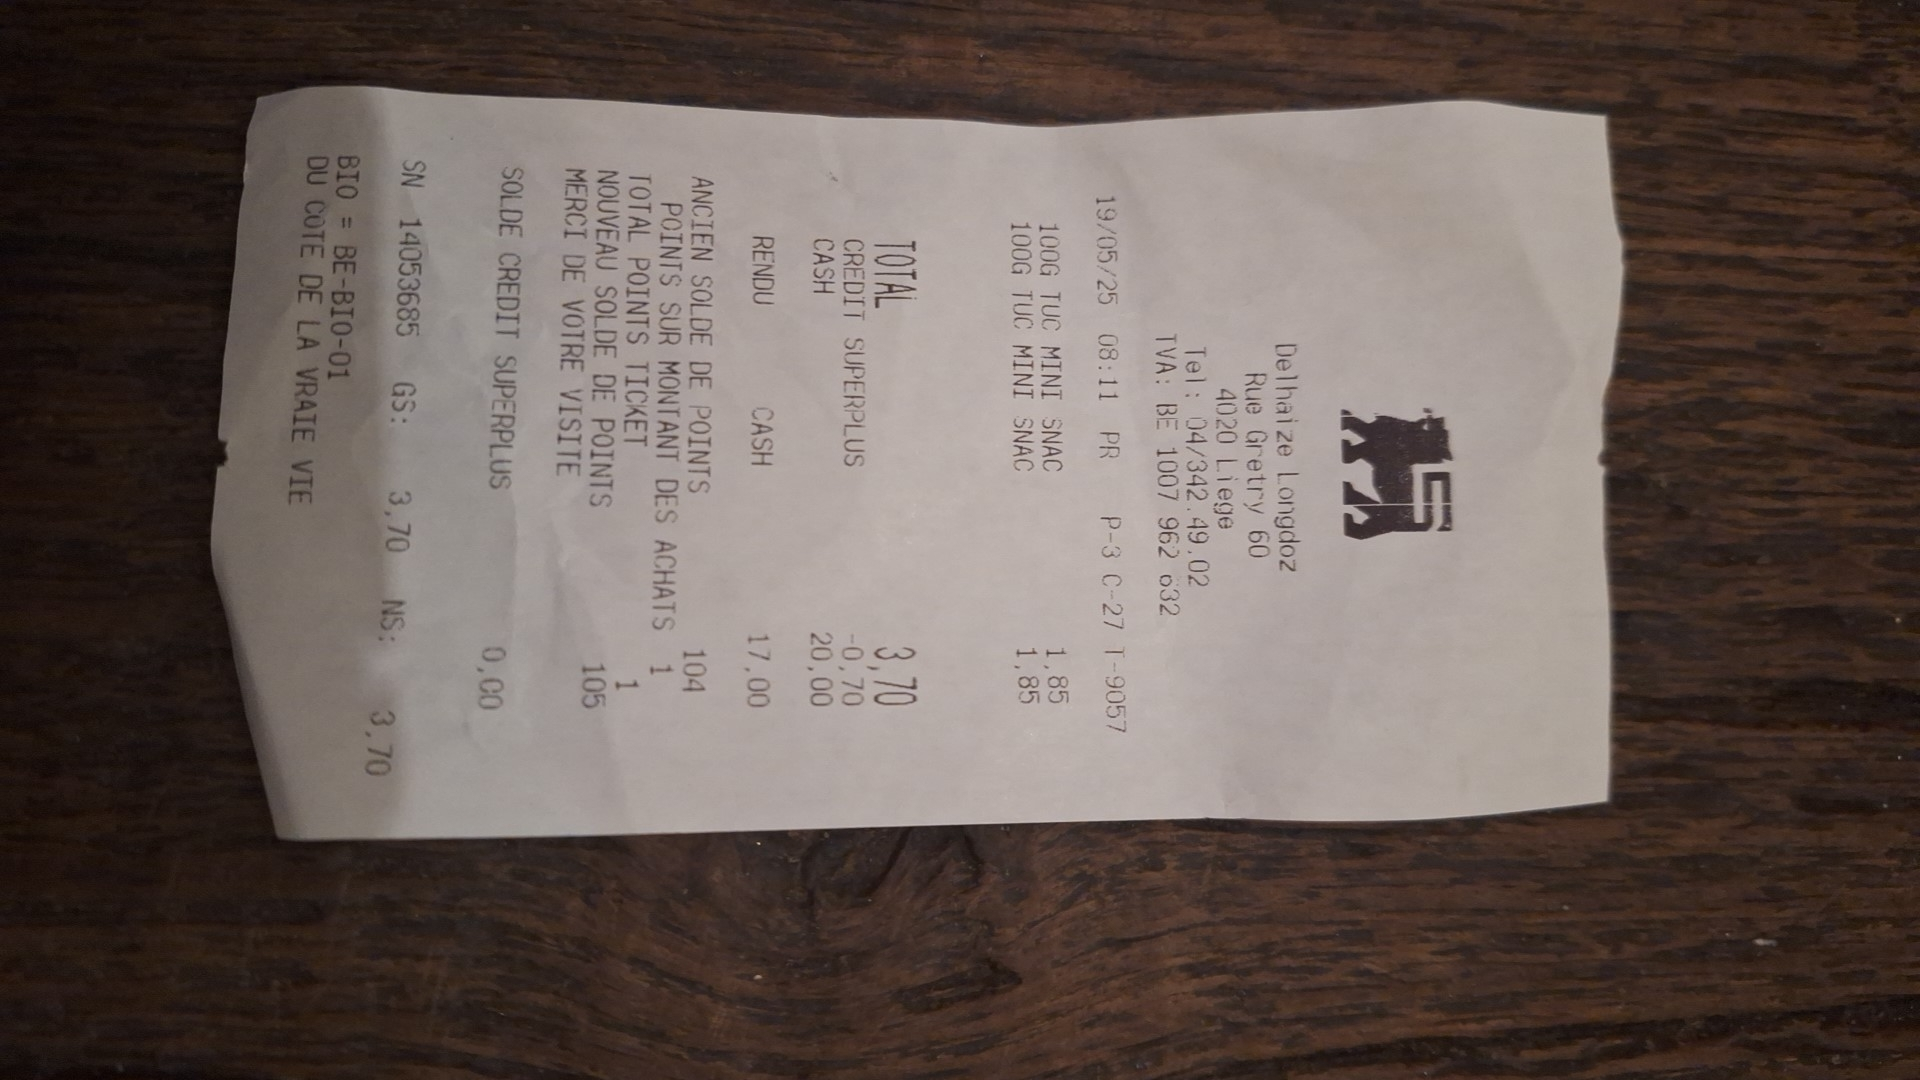 Delhaize Longdoz
Rue Gretry 60
4020 Liege
Tel: 04/342.49.02
TVA: BE 1007 962 632
19/05/25 08:11 PR P-3 C-27 T-9057
100G TUC MINI SNAC 1,85
100G TUC MINI SNAC 1,85
TOTAL 3,70
CREDIT SUPERPLUS -0,70
CASH 20,00
RENDU CASH 17,00
ANCIEN SOLDE DE POINTS 104
POINTS SUR MONTANT DES ACHATS 1
TOTAL POINTS TICKET 1
NOUVEAU SOLDE DE POINTS 105
MERCI DE VOTRE VISITE
SOLDE CREDIT SUPERPLUS 0,00
SN 14053685 GS: 3,70 NS: 3,70
BIO = BE-BIO-01
DU COTE DE LA VRAIE VIE